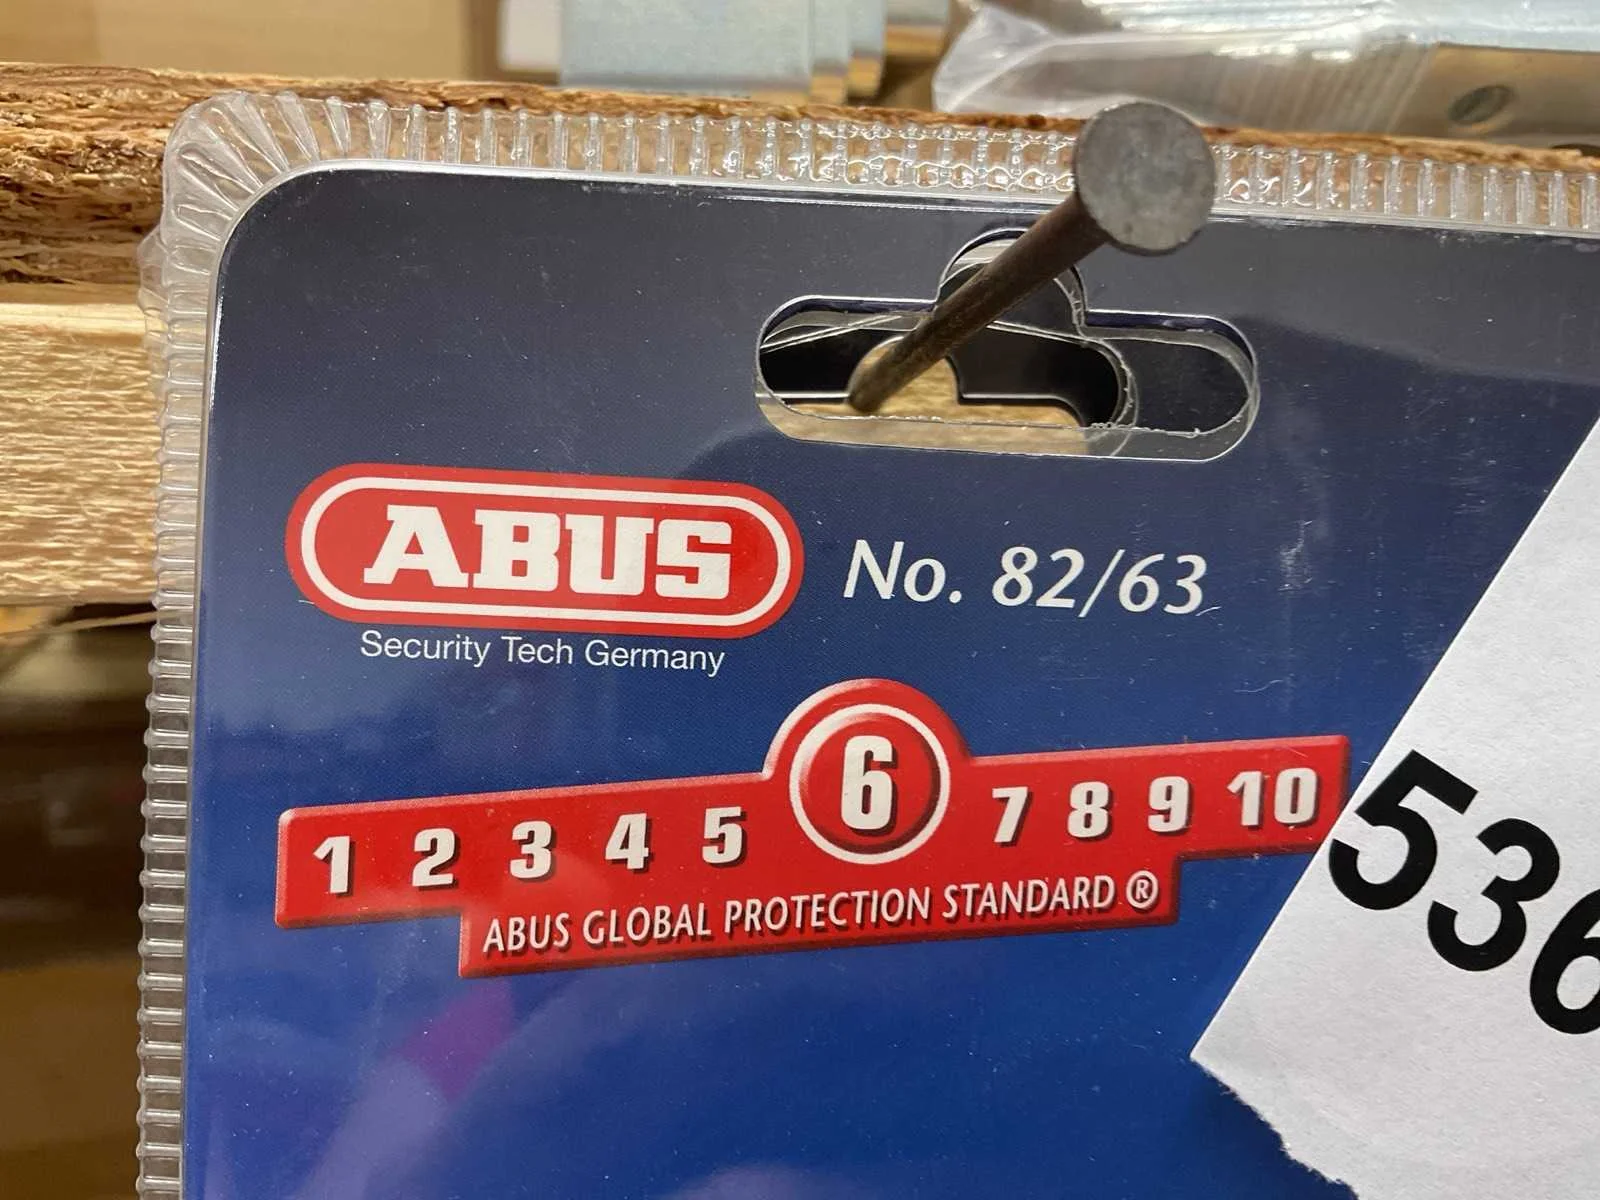 ABUS
No. 82/63
Security Tech Germany
1 2 3 4 5 6 7 8 9 10
ABUS GLOBAL PROTECTION STANDARD ®
536